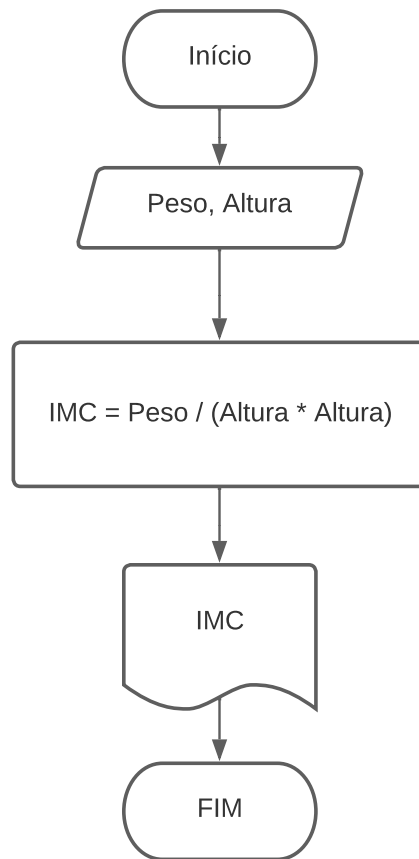 Início
Peso, Altura
IMC = Peso / (Altura * Altura)
IMC
FIM